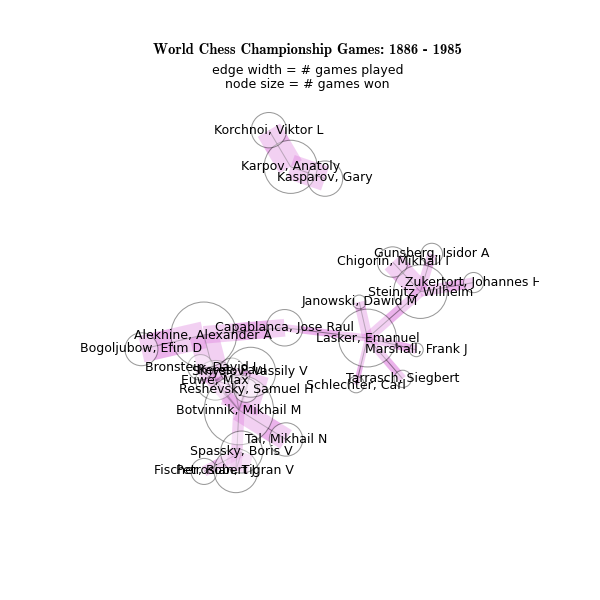 World Chess Championship Games: 1886 - 1985
edge width = # games played
node size = # games won
Korchnoi, Viktor L
Karpov, Anatoly
Kasparov, Gary
Gunsberg, Isidor A
Chigorin, Mikhail I
Zukertort, Johannes H
Steinitz, Wilhelm
Janowski, Dawid M
Capablanca, Jose Raul
Alekhine, Alexander A
Lasker, Emanuel
Bogoljubow, Efim D
Marshall, Frank J
Bronstein, David I
Smyslov, Vassily V
Euwe, Max
Tarrasch, Siegbert
Schlechter, Carl
Reshevsky, Samuel H
Botvinnik, Mikhail M
Tal, Mikhail N
Spassky, Boris V
Fischer, Robert J
Petrosian, Tigran V